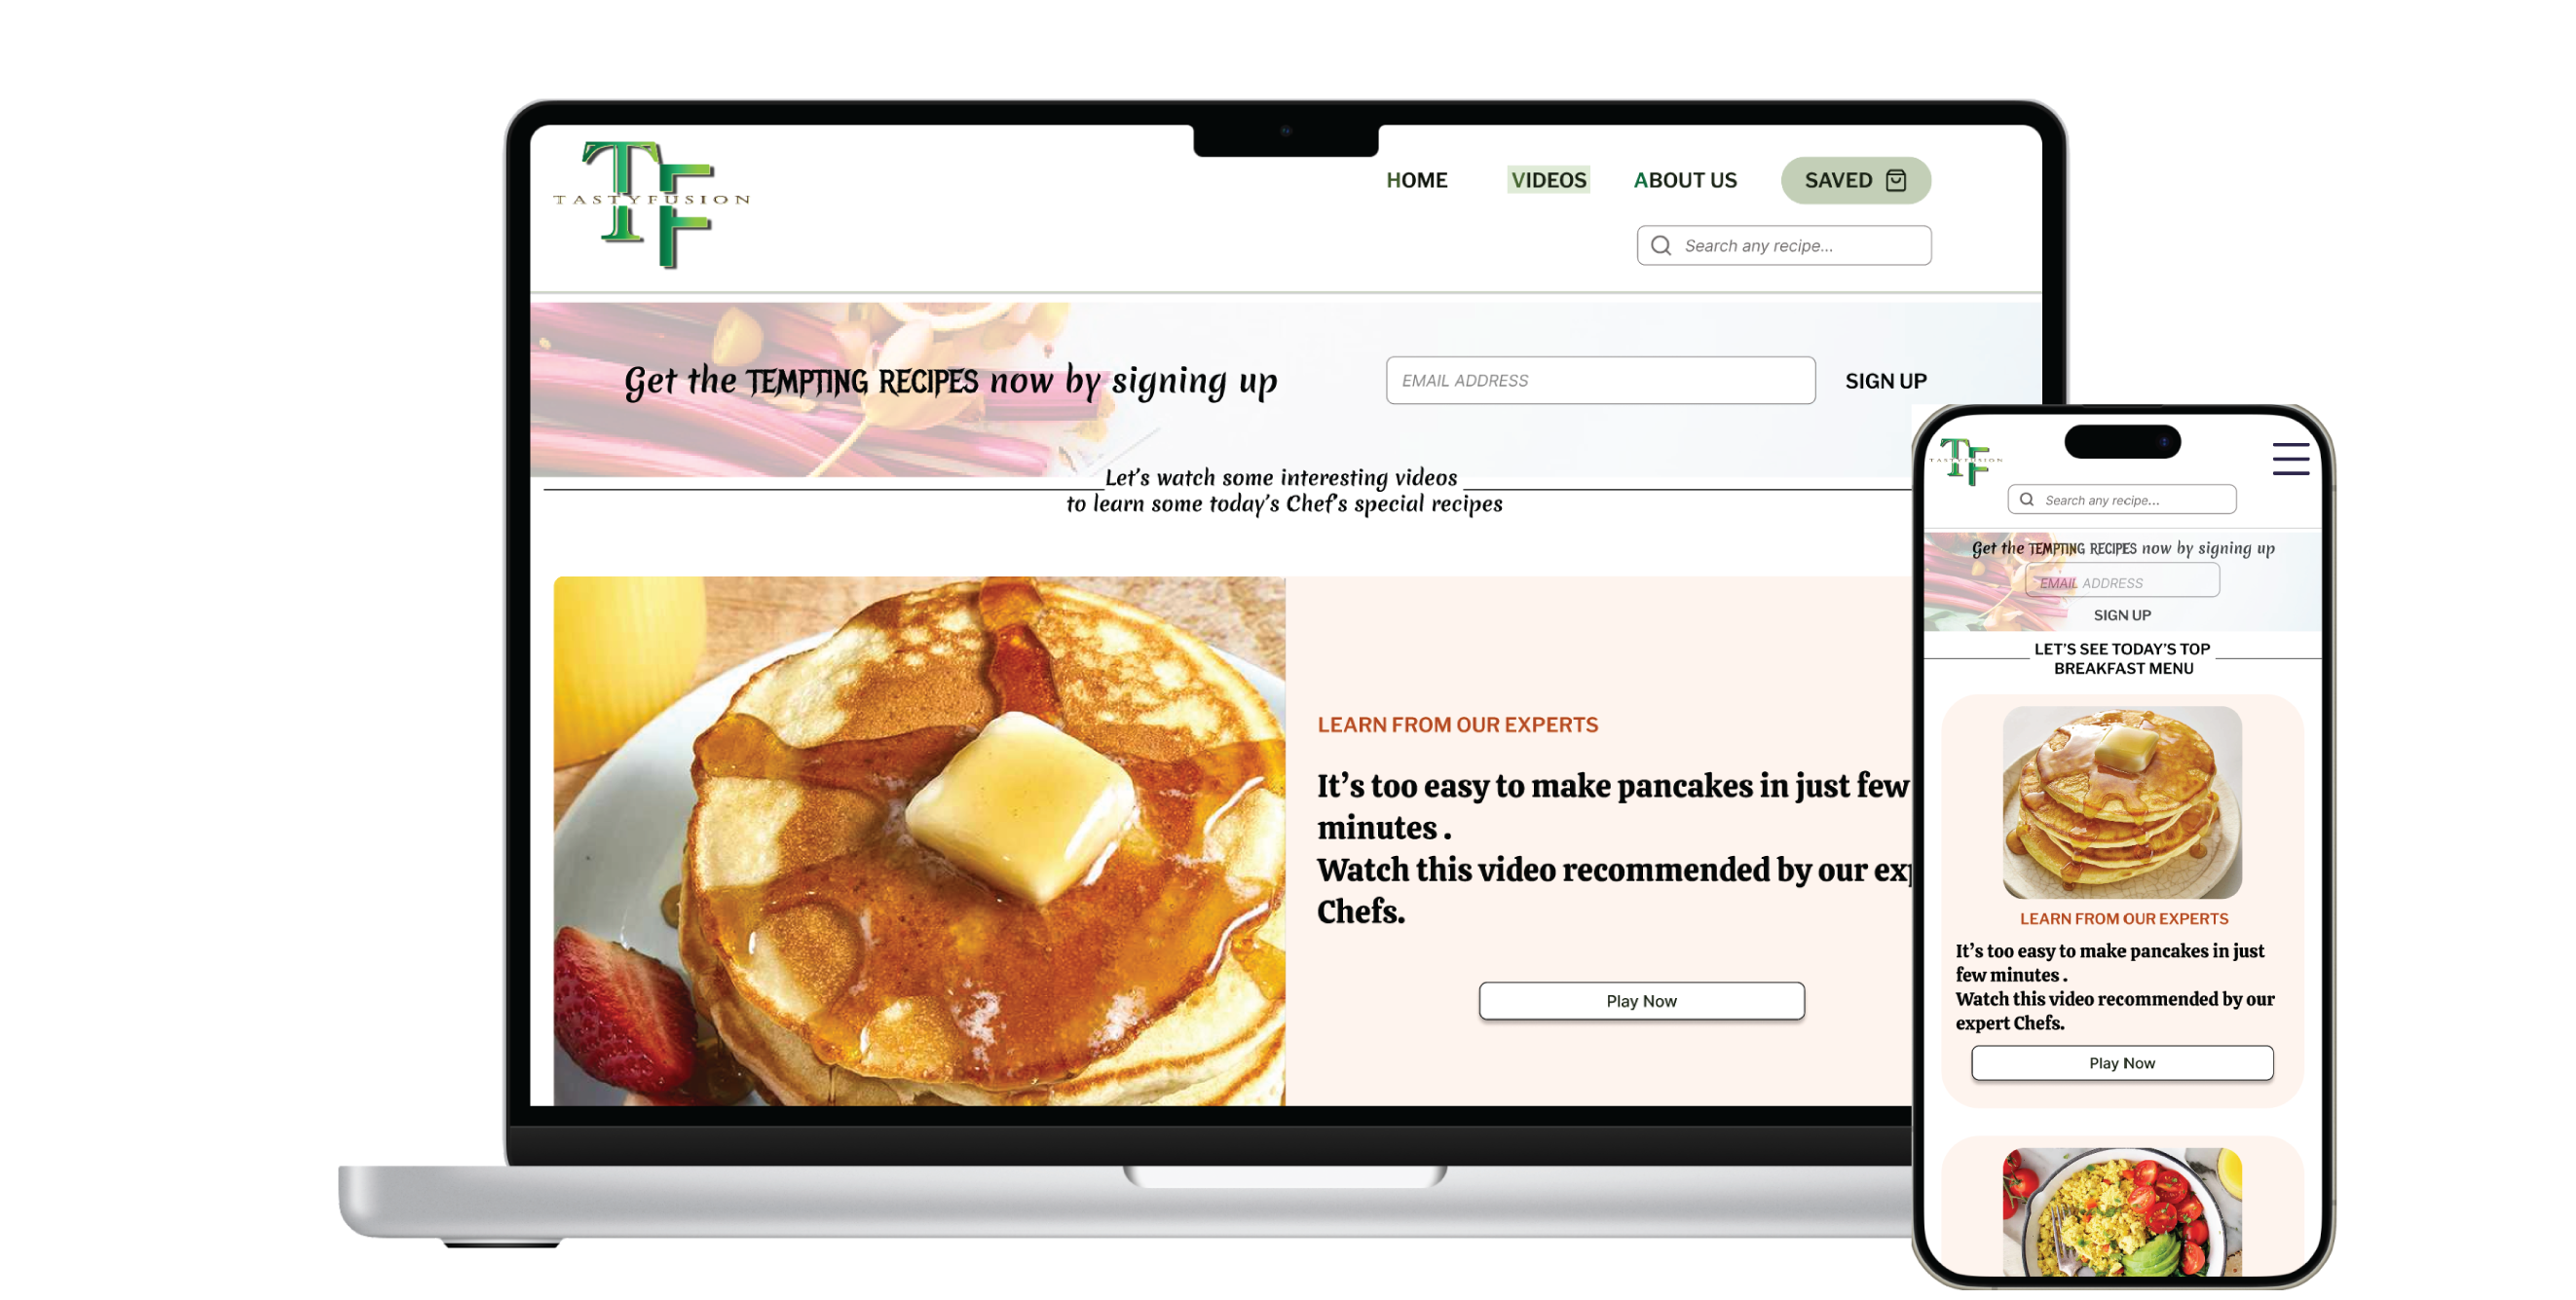 TASTYFUSION
HOME VIDEOS ABOUT US SAVED
Search any recipe...
Get the TEMPTING RECIPES now by signing up
EMAIL ADDRESS
SIGN UP
Let's watch some interesting videos
to learn some today's Chef's special recipes
LEARN FROM OUR EXPERTS
It's too easy to make pancakes in just few
minutes .
Watch this video recommended by our
Chefs.
Play Now
TF
TASTYFUSION
Search any recipe...
Get the TEMPTING RECIPES now by signing up
EMAIL ADDRESS
SIGN UP
LET'S SEE TODAY'S TOP
BREAKFAST MENU
LEARN FROM OUR EXPERTS
It's too easy to make pancakes in just
few minutes .
Watch this video recommended by our
expert Chefs.
Play Now